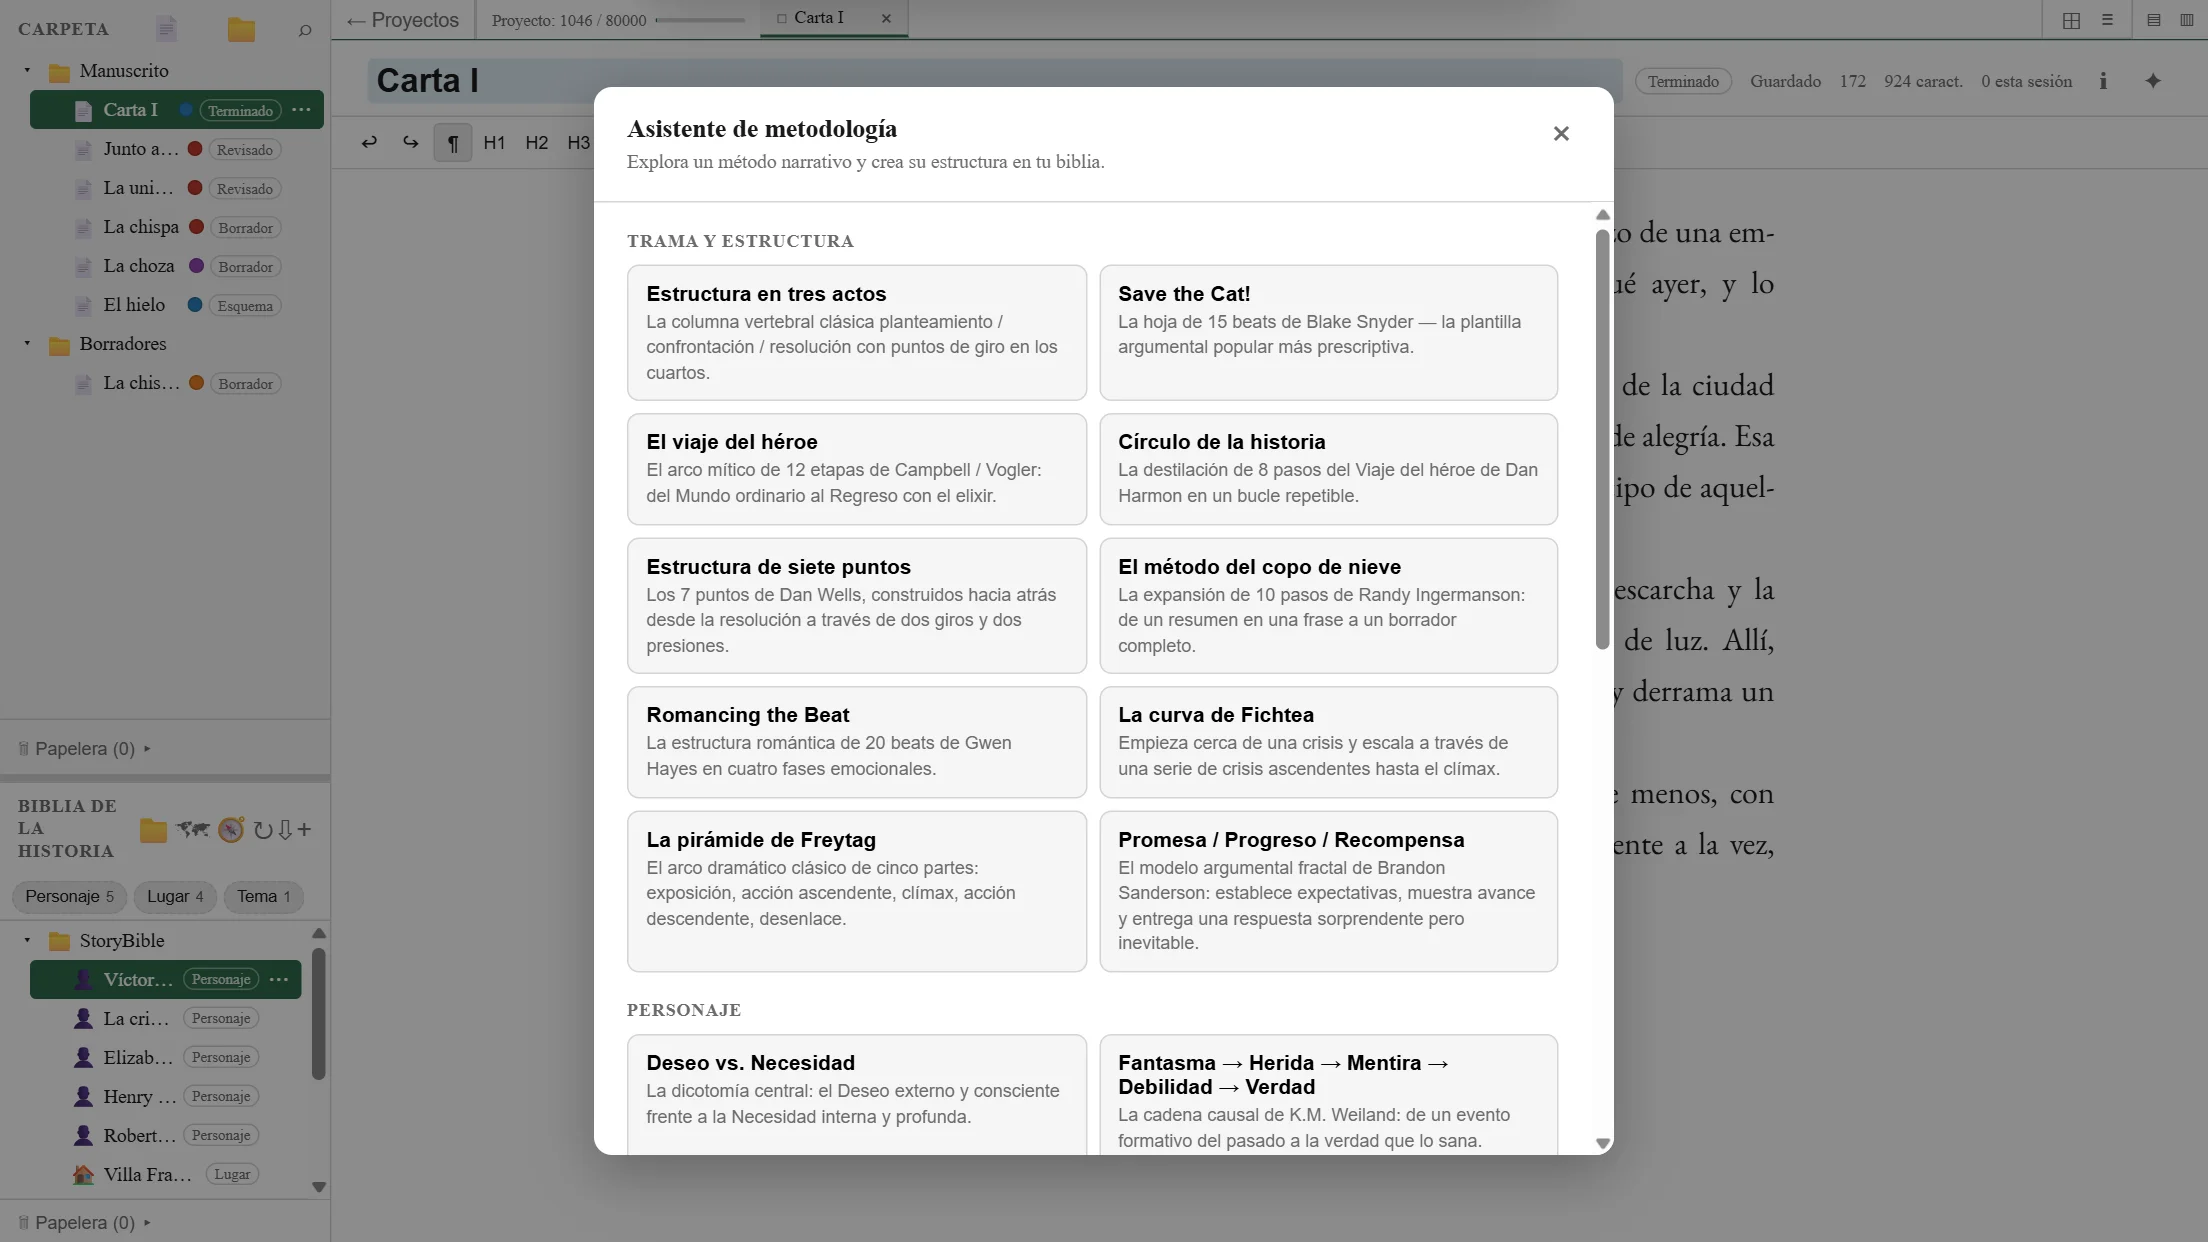 CARPETA
Manuscrito
Carta I Terminado
Junto a... Revisado
La uni... Revisado
La chispa Borrador
La choza Borrador
El hielo Esquema
Borradores
La chis... Borrador
Papelera (0)
BIBLIA DE
LA
HISTORIA
Personaje 5 Lugar 4 Tema 1
StoryBible
Víctor... Personaje
La cri... Personaje
Elizab... Personaje
Henry ... Personaje
Robert... Personaje
Villa Fra... Lugar
Papelera (0)
← Proyectos
Proyecto: 1046 / 80000
Carta I
Carta I
Terminado Guardado 172 924 caract. 0 esta sesión
¶ H1 H2 H3
Asistente de metodología
Explora un método narrativo y crea su estructura en tu biblia.
TRAMA Y ESTRUCTURA
Estructura en tres actos
La columna vertebral clásica planteamiento /
confrontación / resolución con puntos de giro en los
cuartos.
Save the Cat!
La hoja de 15 beats de Blake Snyder — la plantilla
argumental popular más prescriptiva.
El viaje del héroe
El arco mítico de 12 etapas de Campbell / Vogler:
del Mundo ordinario al Regreso con el elixir.
Círculo de la historia
La destilación de 8 pasos del Viaje del héroe de Dan
Harmon en un bucle repetible.
Estructura de siete puntos
Los 7 puntos de Dan Wells, construidos hacia atrás
desde la resolución a través de dos giros y dos
presiones.
El método del copo de nieve
La expansión de 10 pasos de Randy Ingermanson:
de un resumen en una frase a un borrador
completo.
Romancing the Beat
La estructura romántica de 20 beats de Gwen
Hayes en cuatro fases emocionales.
La curva de Fichtea
Empieza cerca de una crisis y escala a través de
una serie de crisis ascendentes hasta el clímax.
La pirámide de Freytag
El arco dramático clásico de cinco partes:
exposición, acción ascendente, clímax, acción
descendente, desenlace.
Promesa / Progreso / Recompensa
El modelo argumental fractal de Brandon
Sanderson: establece expectativas, muestra avance
y entrega una respuesta sorprendente pero
inevitable.
PERSONAJE
Deseo vs. Necesidad
La dicotomía central: el Deseo externo y consciente
frente a la Necesidad interna y profunda.
Fantasma → Herida → Mentira →
Debilidad → Verdad
La cadena causal de K.M. Weiland: de un evento
formativo del pasado a la verdad que lo sana.
de una em-
ayer, y lo
de la ciudad
de alegría. Esa
de aquel-
escarcha y la
de luz. Allí,
y derrama un
menos, con
a la vez,